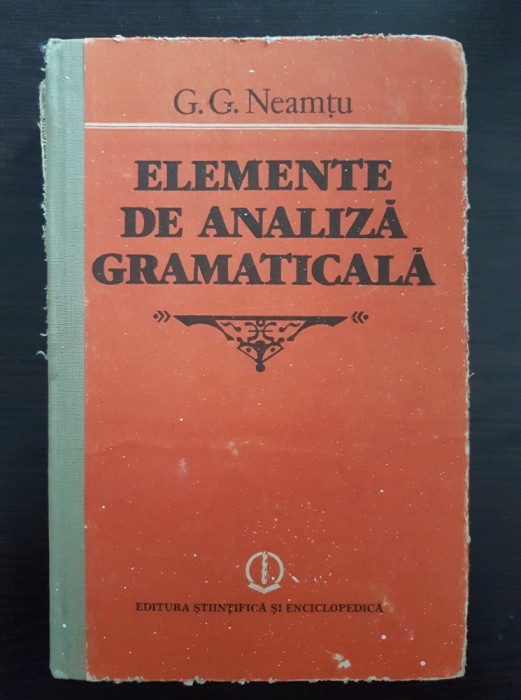 G. G. Neamțu
ELEMENTE
DE ANALIZĂ
GRAMATICALĂ
EDITURA ȘTIINȚIFICĂ ȘI ENCICLOPEDICĂ